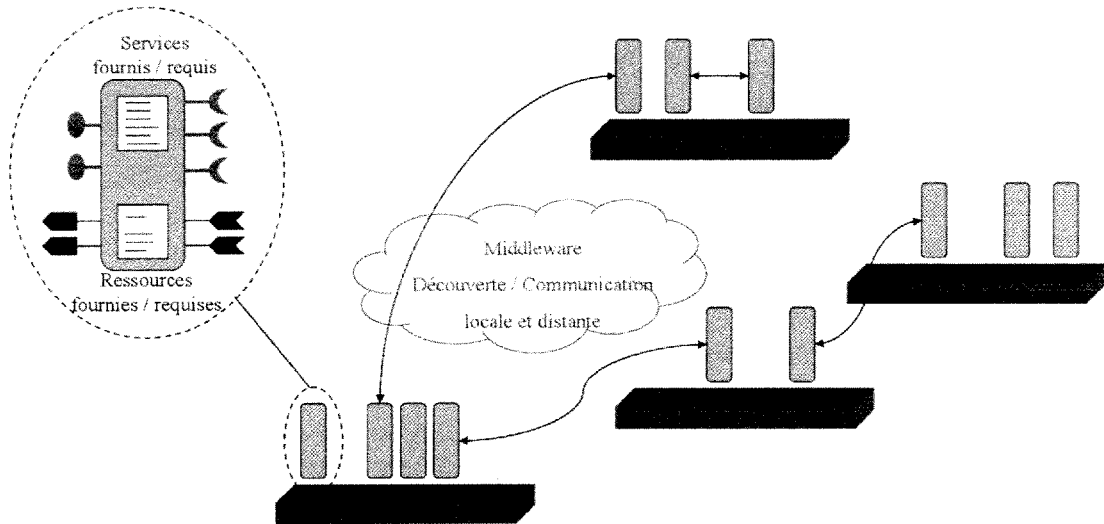 Services
fournis / requis
Ressources
fournies / requises
Middleware
Découverte / Communication
locale et distante